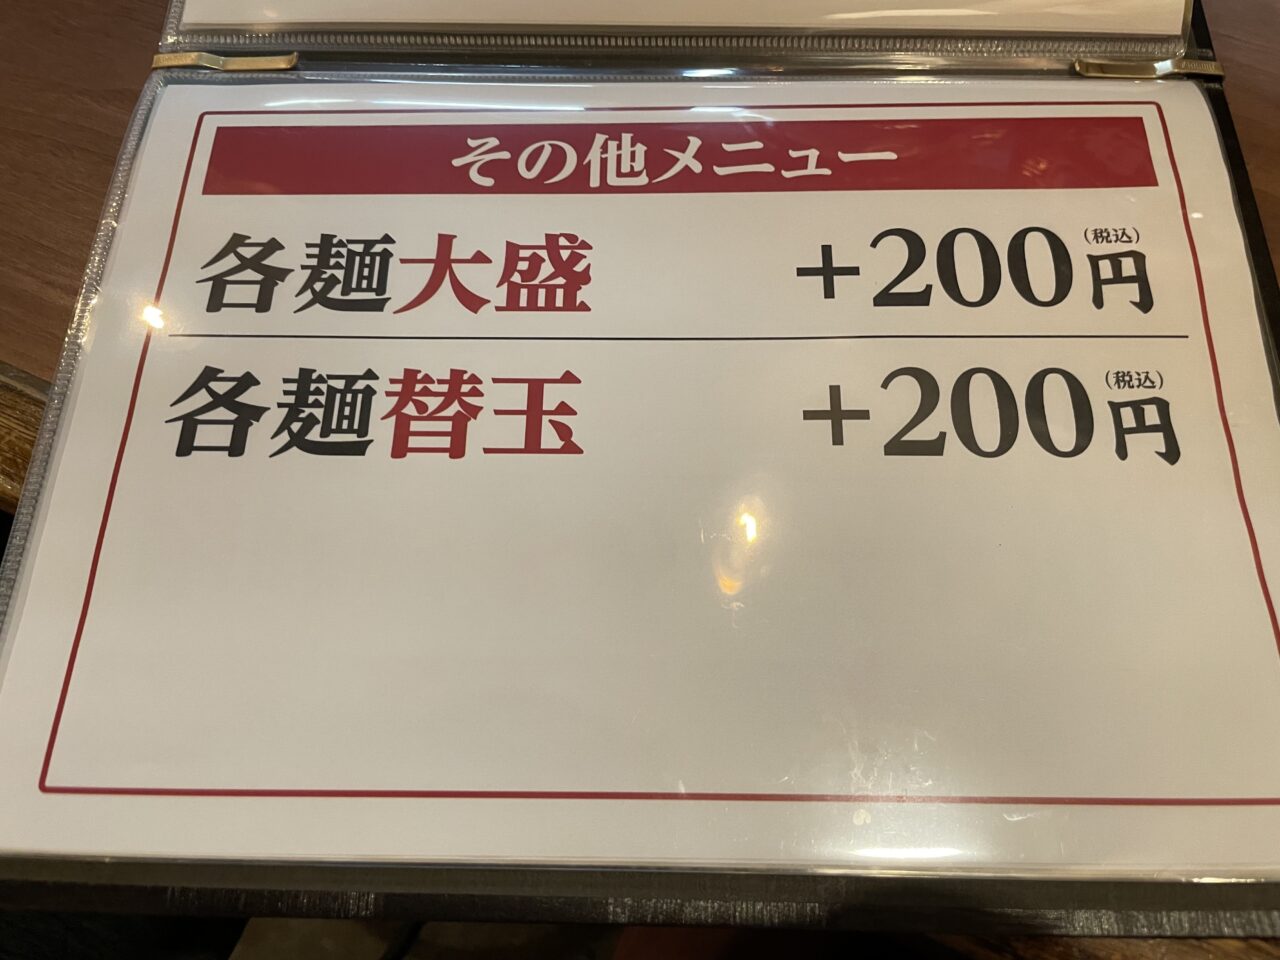 その他メニュー
各麺大盛 +200円(税込)
各麺替玉 +200円(税込)